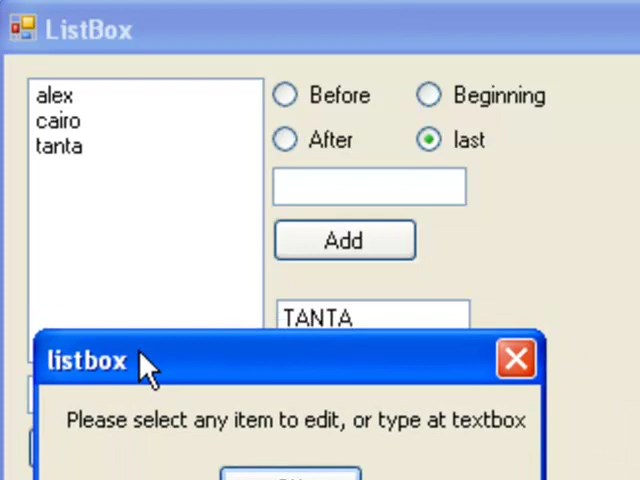 ListBox
alex
cairo
tanta
Before
Beginning
After
last
Add
TANTA
listbox
Please select any item to edit, or type at textbox